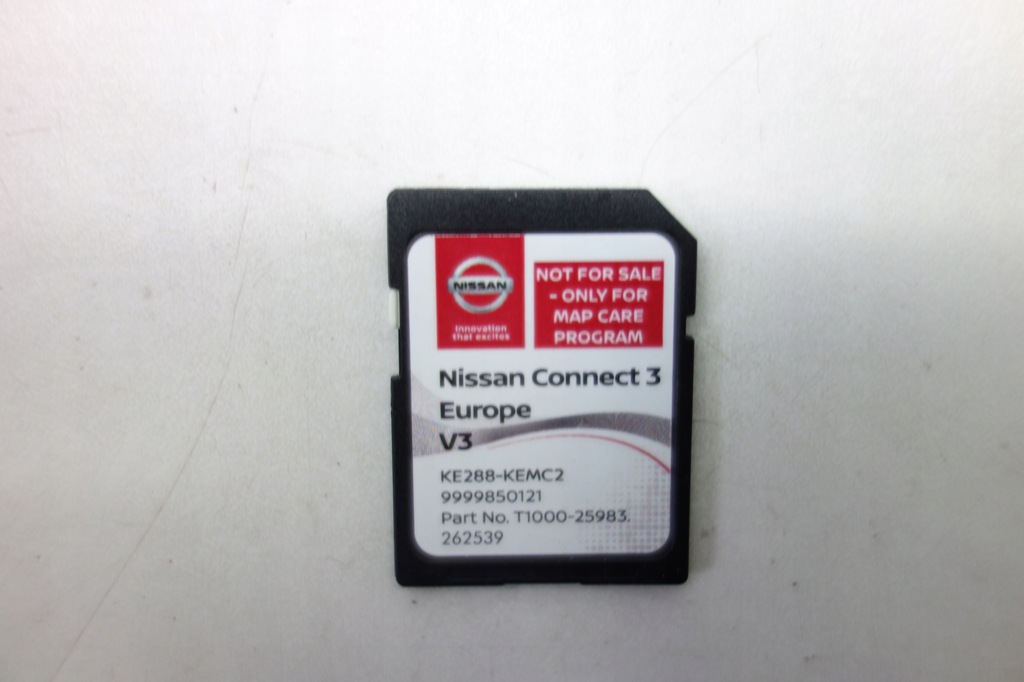 NISSAN
Innovation
that excites
NOT FOR SALE
- ONLY FOR
MAP CARE
PROGRAM
Nissan Connect 3
Europe
V3
KE288-KEMC2
9999850121
Part No. T1000-25983.
262539